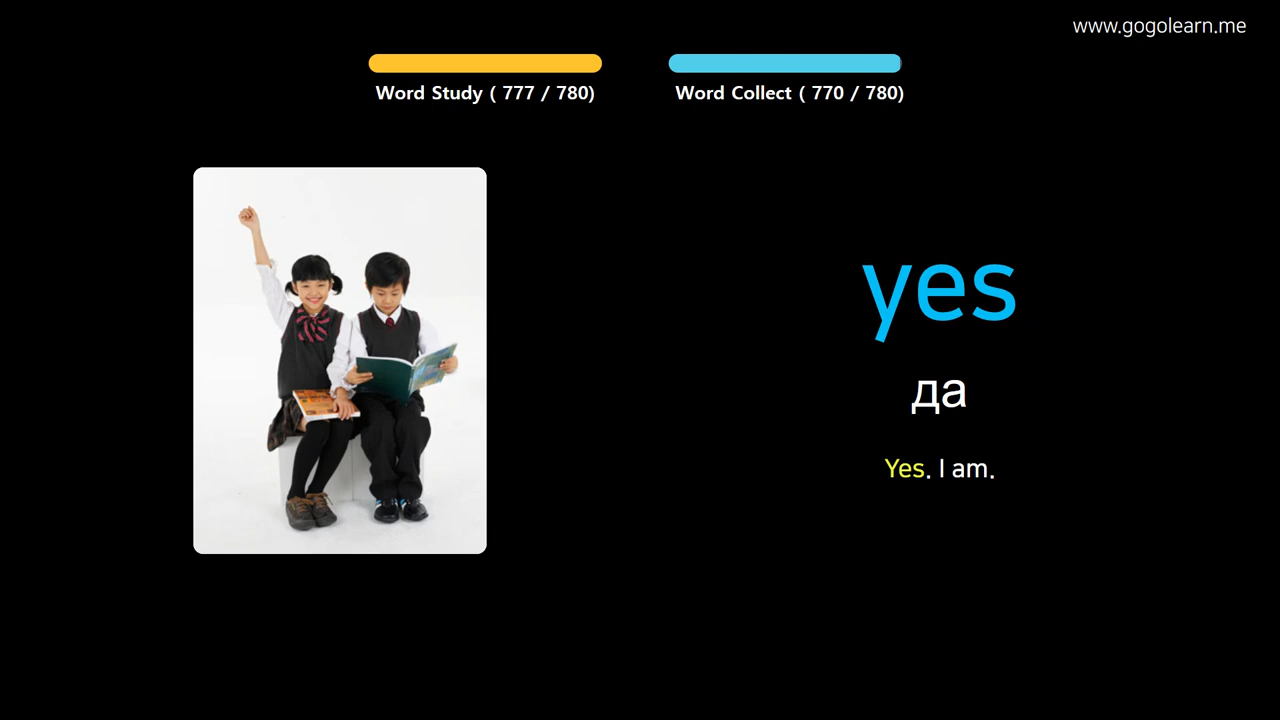 www.gogolearn.me
Word Study ( 777 / 780)
Word Collect ( 770 / 780)
yes
да
Yes. I am.